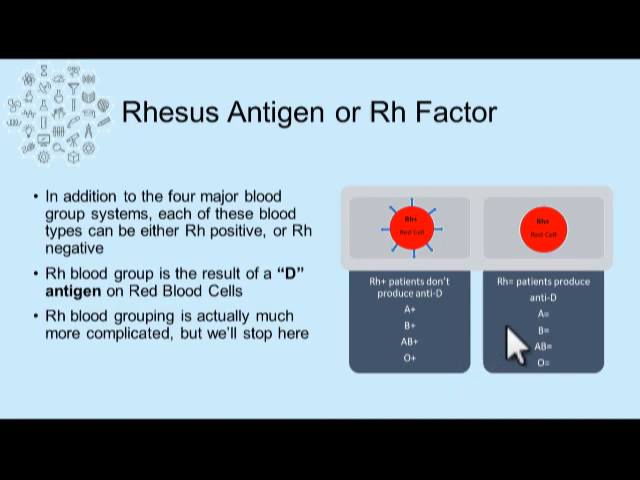 Rhesus Antigen or Rh Factor
• In addition to the four major blood
group systems, each of these blood
types can be either Rh positive, or Rh
negative
• Rh blood group is the result of a “D”
antigen on Red Blood Cells
• Rh blood grouping is actually much
more complicated, but we’ll stop here
Rh+
Red Cell
Rh+ patients don’t
produce anti-D
A+
B+
AB+
O+
Rh=
Red Cell
Rh= patients produce
anti-D
A=
B=
AB=
O=